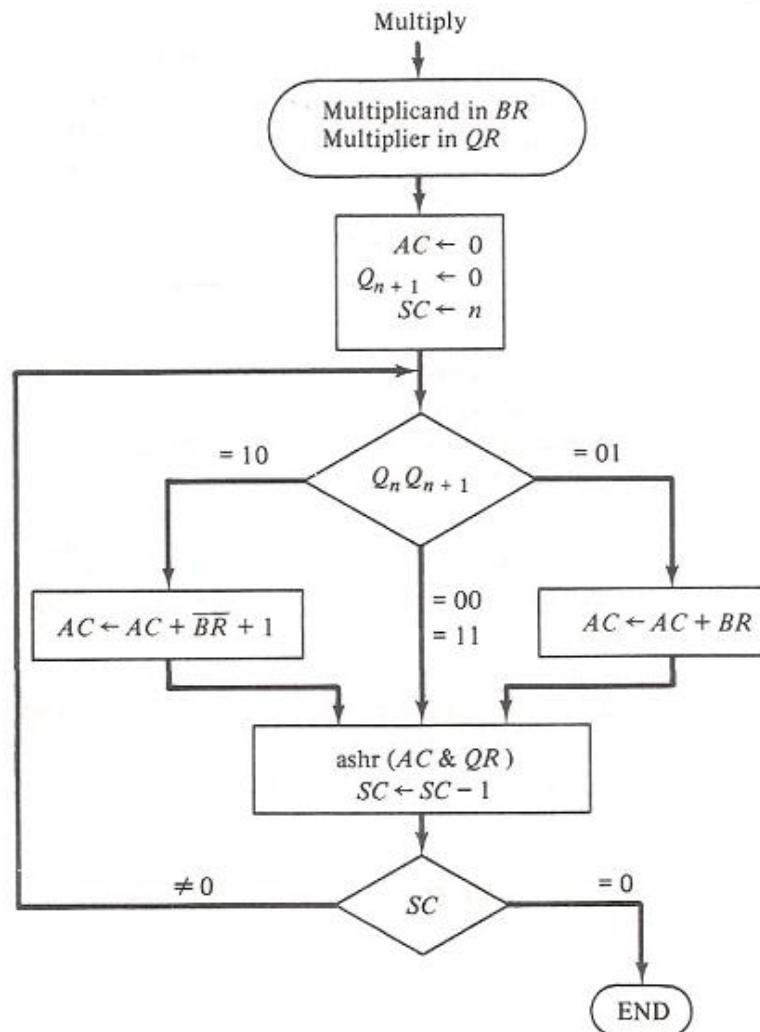 Multiply
Multiplicand in BR
Multiplier in QR
AC ← 0
Qn + 1 ← 0
SC ← n
= 10
QnQn + 1
= 01
AC ← AC + B̅R̅ + 1
= 00
= 11
AC ← AC + BR
ashr (AC & QR)
SC ← SC − 1
≠ 0
SC
= 0
END